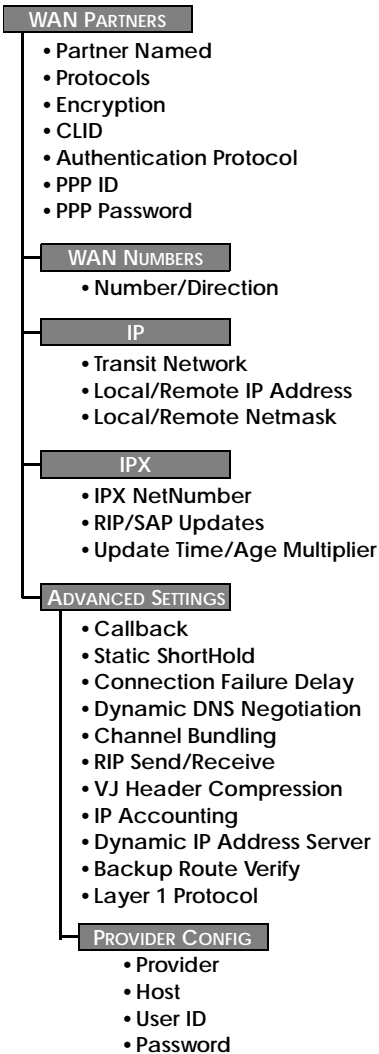 WAN PARTNERS
• Partner Named
• Protocols
• Encryption
• CLID
• Authentication Protocol
• PPP ID
• PPP Password
WAN NUMBERS
• Number/Direction
IP
• Transit Network
• Local/Remote IP Address
• Local/Remote Netmask
IPX
• IPX NetNumber
• RIP/SAP Updates
• Update Time/Age Multiplier
ADVANCED SETTINGS
• Callback
• Static ShortHold
• Connection Failure Delay
• Dynamic DNS Negotiation
• Channel Bundling
• RIP Send/Receive
• VJ Header Compression
• IP Accounting
• Dynamic IP Address Server
• Backup Route Verify
• Layer 1 Protocol
PROVIDER CONFIG
• Provider
• Host
• User ID
• Password